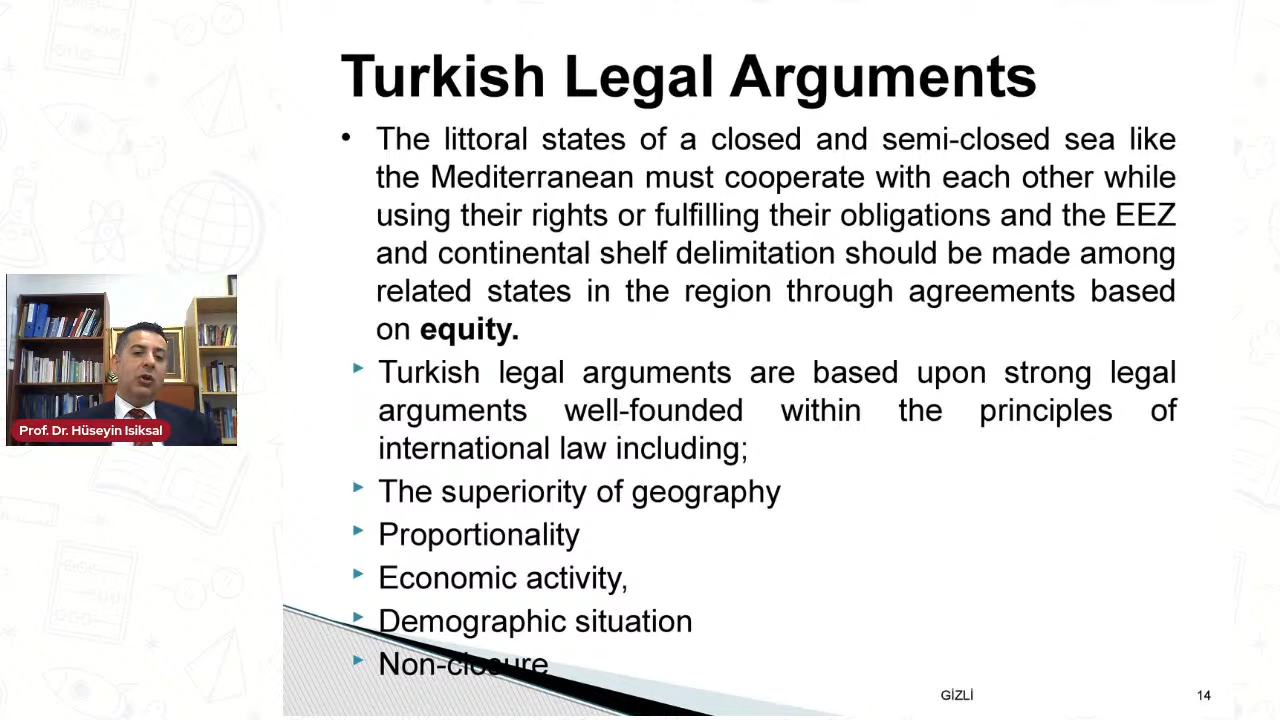 Turkish Legal Arguments
• The littoral states of a closed and semi-closed sea like
the Mediterranean must cooperate with each other while
using their rights or fulfilling their obligations and the EEZ
and continental shelf delimitation should be made among
related states in the region through agreements based
on equity.
Turkish legal arguments are based upon strong legal
arguments well-founded within the principles of
international law including;
The superiority of geography
Proportionality
Economic activity,
Demographic situation
Non-closure
Prof. Dr. Hüseyin Isiksal
GİZLİ
14